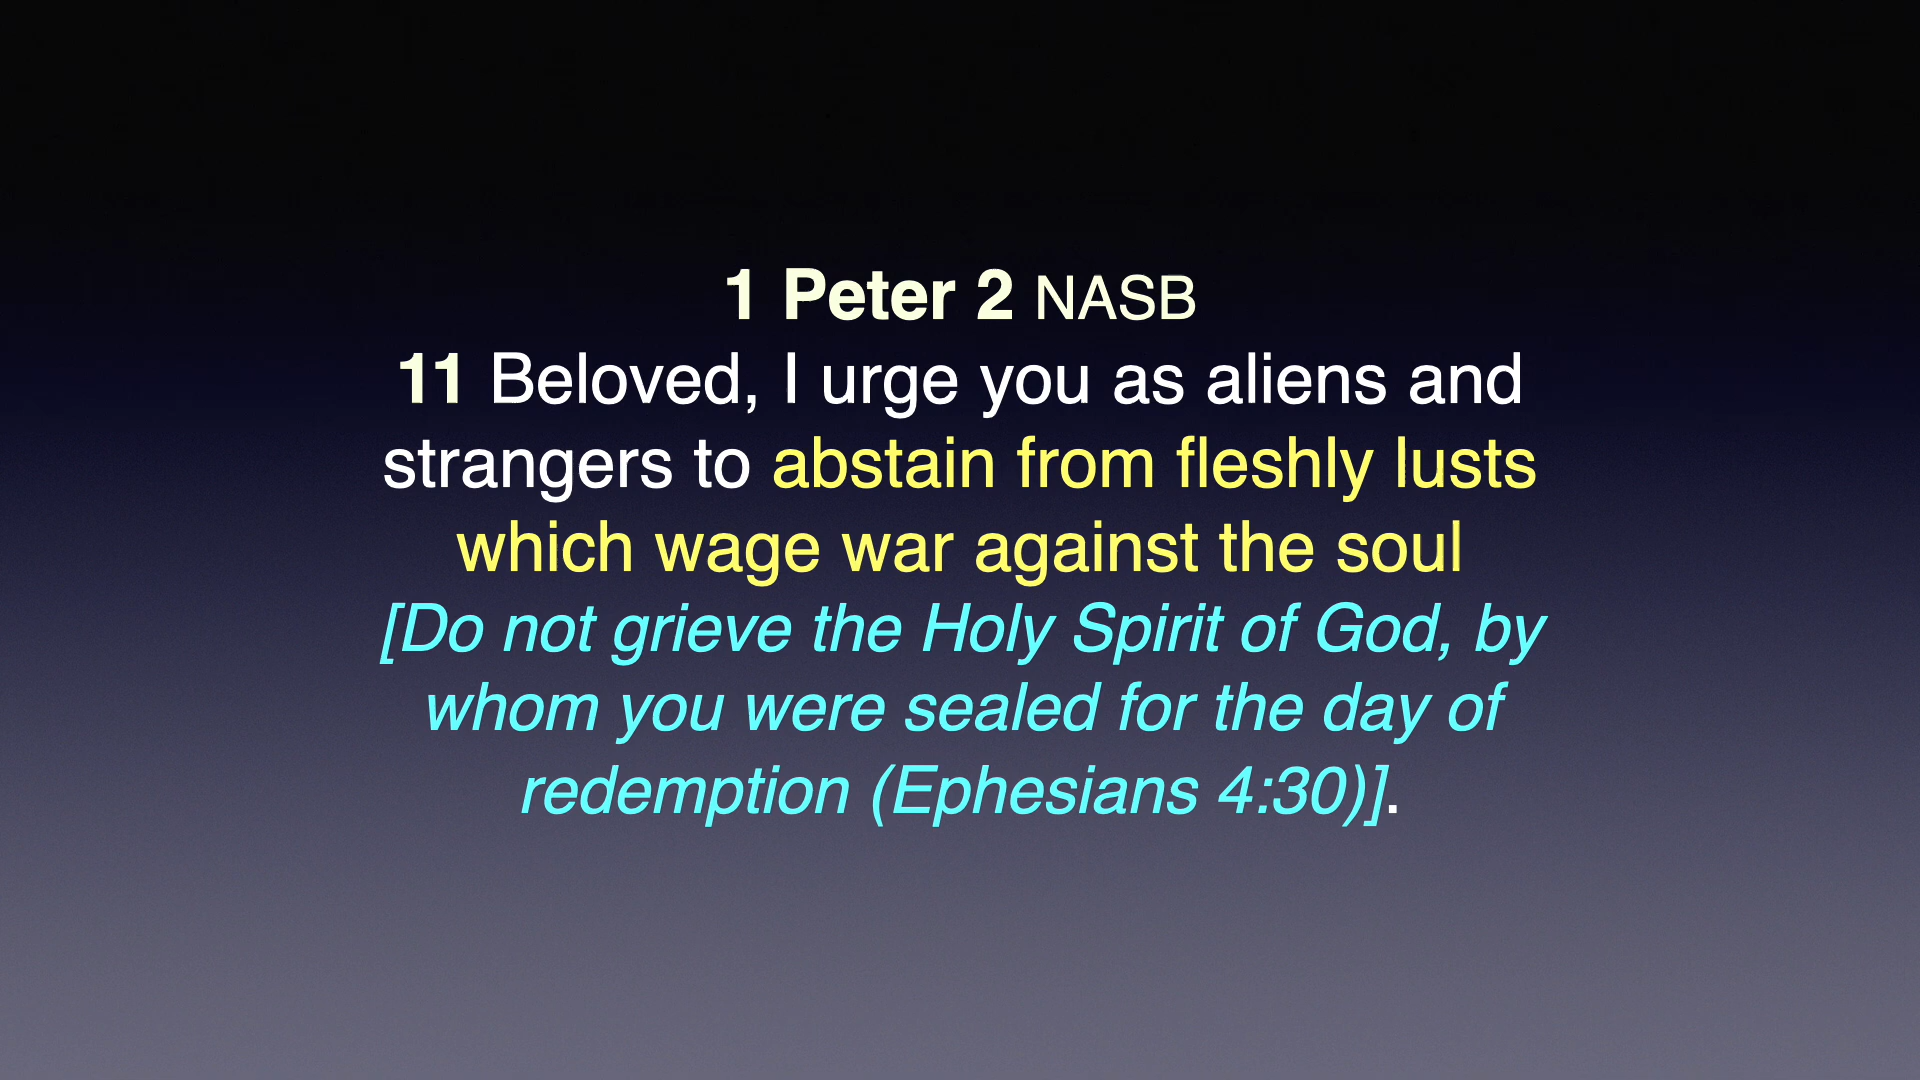 1 Peter 2 NASB
11 Beloved, I urge you as aliens and
strangers to abstain from fleshly lusts
which wage war against the soul
[Do not grieve the Holy Spirit of God, by
whom you were sealed for the day of
redemption (Ephesians 4:30)].